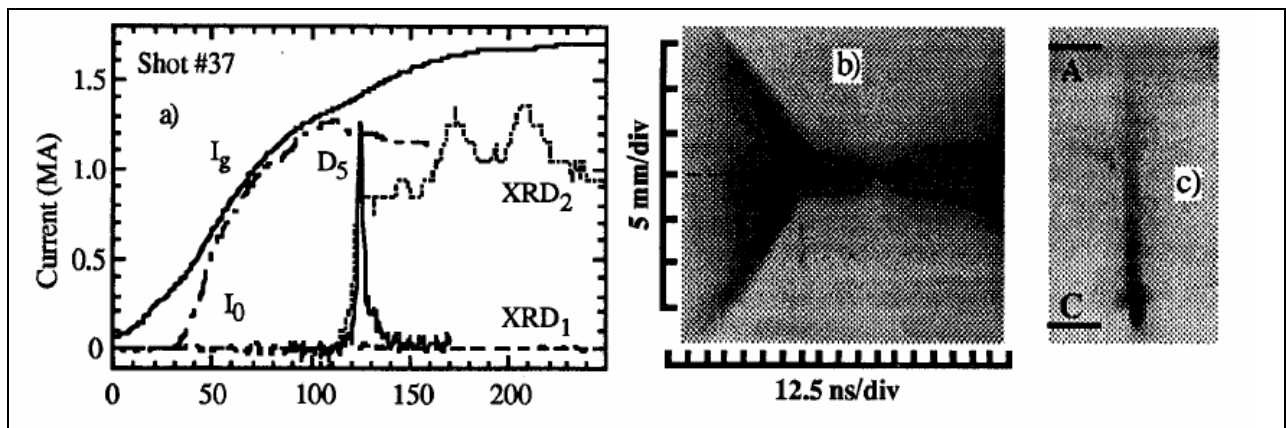 Shot #37
a)
Current (MA)
1.5
1.0
0.5
0
I_g
I_0
D_5
XRD_2
XRD_1
0 50 100 150 200
b)
5 mm/div
12.5 ns/div
A
c)
C